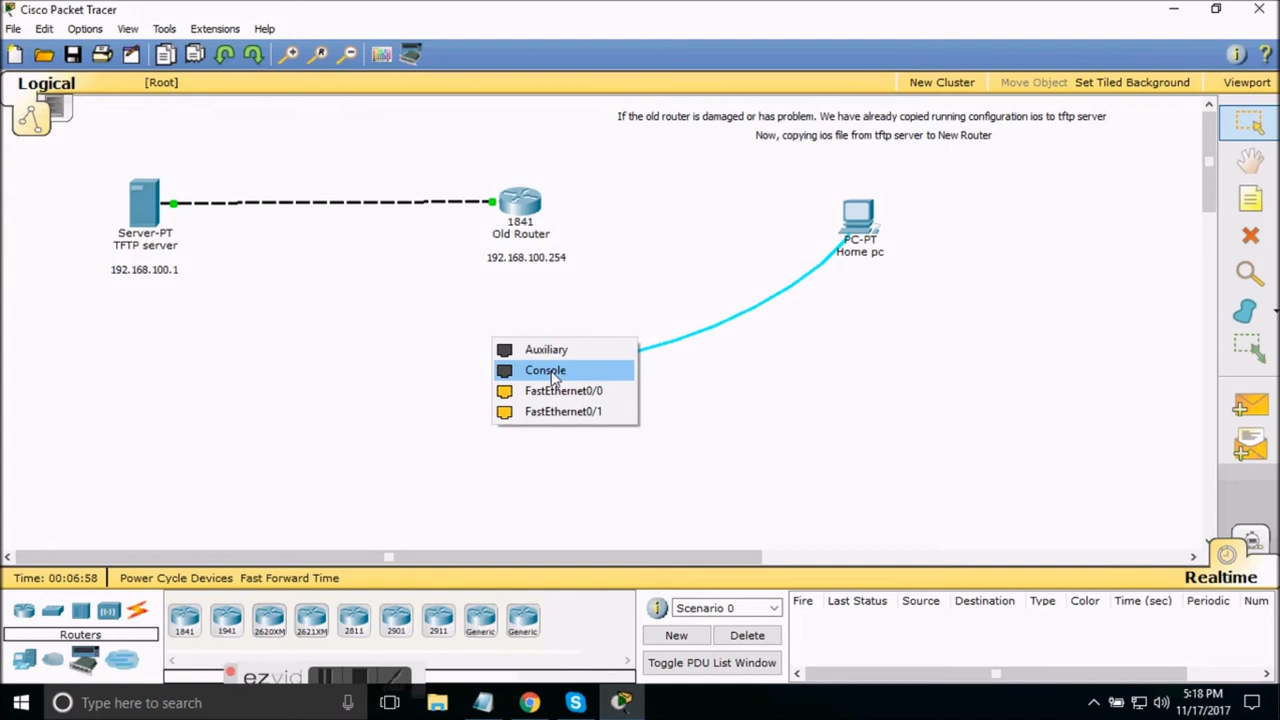 Cisco Packet Tracer
File Edit Options View Tools Extensions Help
Logical [Root] New Cluster Move Object Set Tiled Background Viewport
If the old router is damaged or has problem. We have already copied running configuration ios to tftp server
Now, copying ios file from tftp server to New Router
Server-PT
TFTP server
192.168.100.1
1841
Old Router
192.168.100.254
PC-PT
Home pc
Auxiliary
Console
FastEthernet0/0
FastEthernet0/1
Time: 00:06:58 Power Cycle Devices Fast Forward Time
Realtime
Routers
1841 1941 2620XM 2621XM 2811 2901 2911 Generic Generic
Scenario 0
New Delete
Toggle PDU List Window
Fire Last Status Source Destination Type Color Time (sec) Periodic Num
ezvid
Type here to search
5:18 PM
11/17/2017